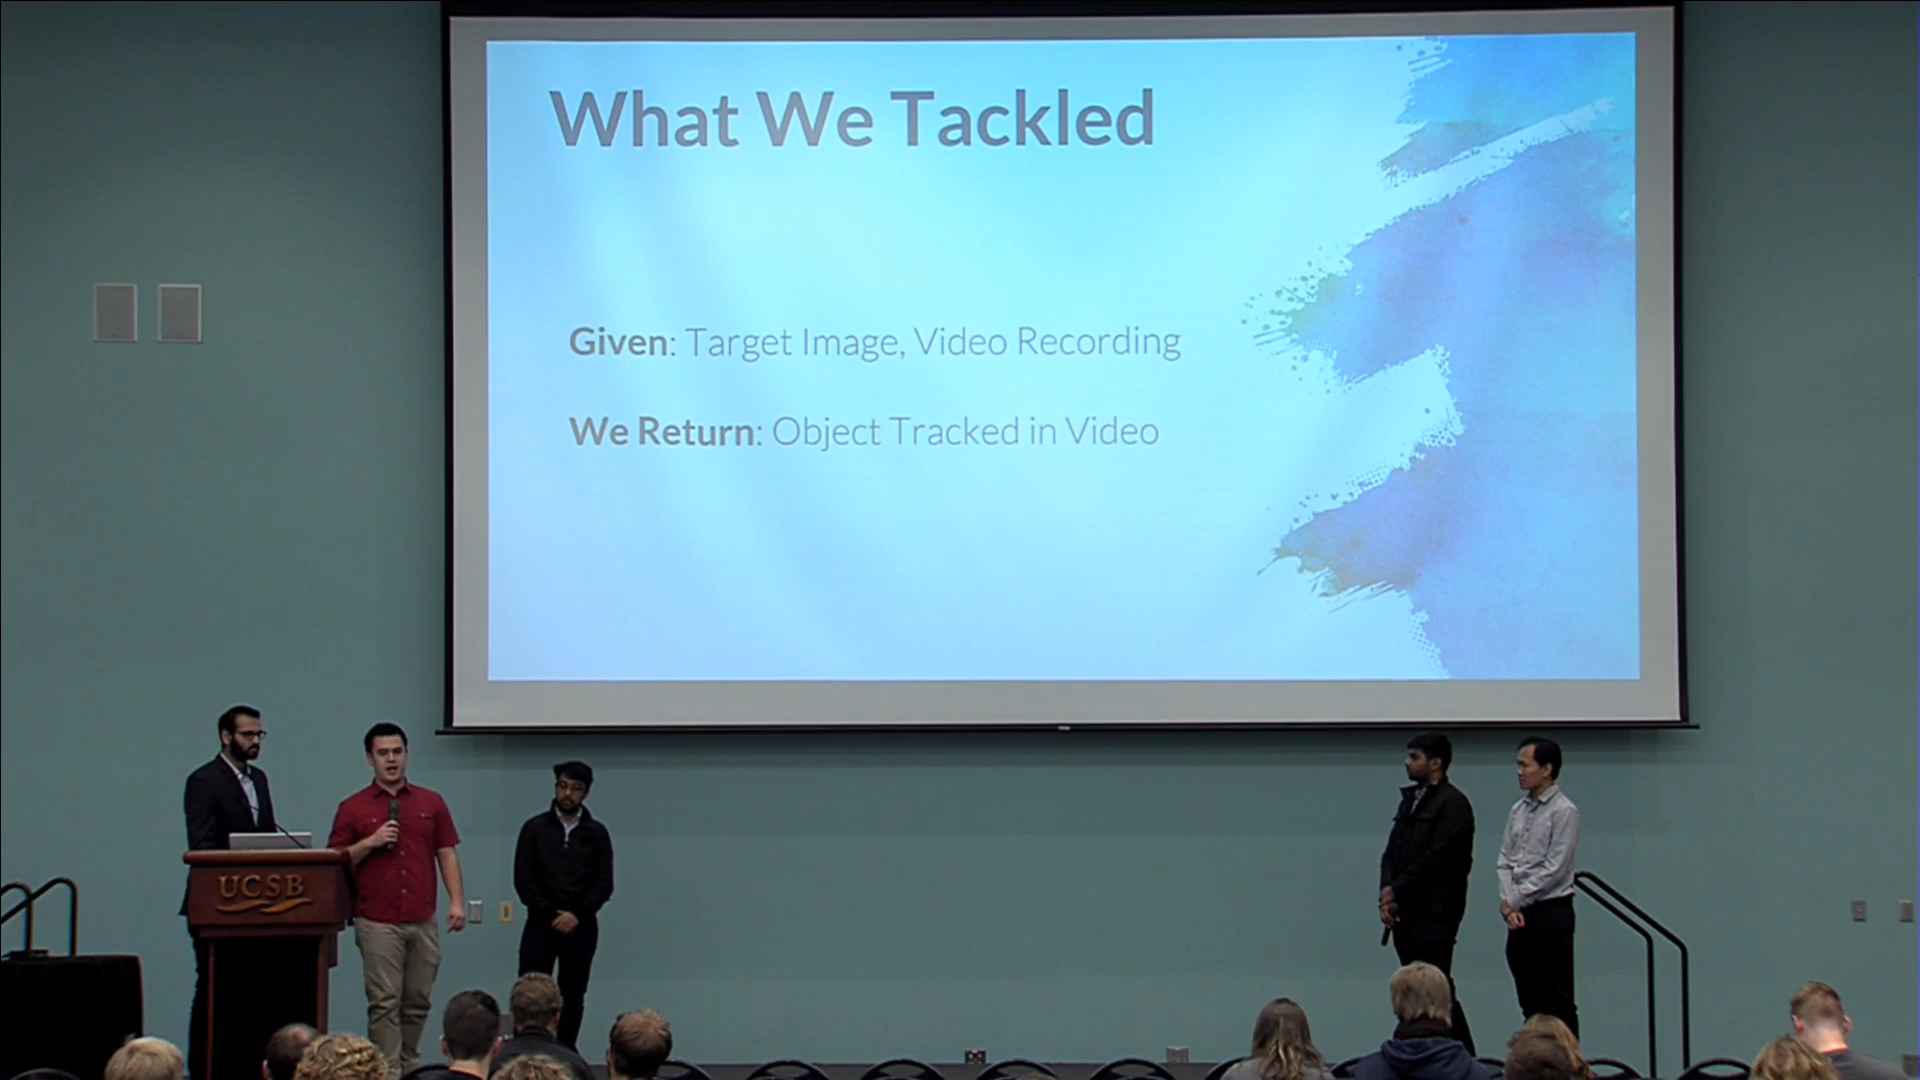 What We Tackled
Given: Target Image, Video Recording
We Return: Object Tracked in Video
UCSB